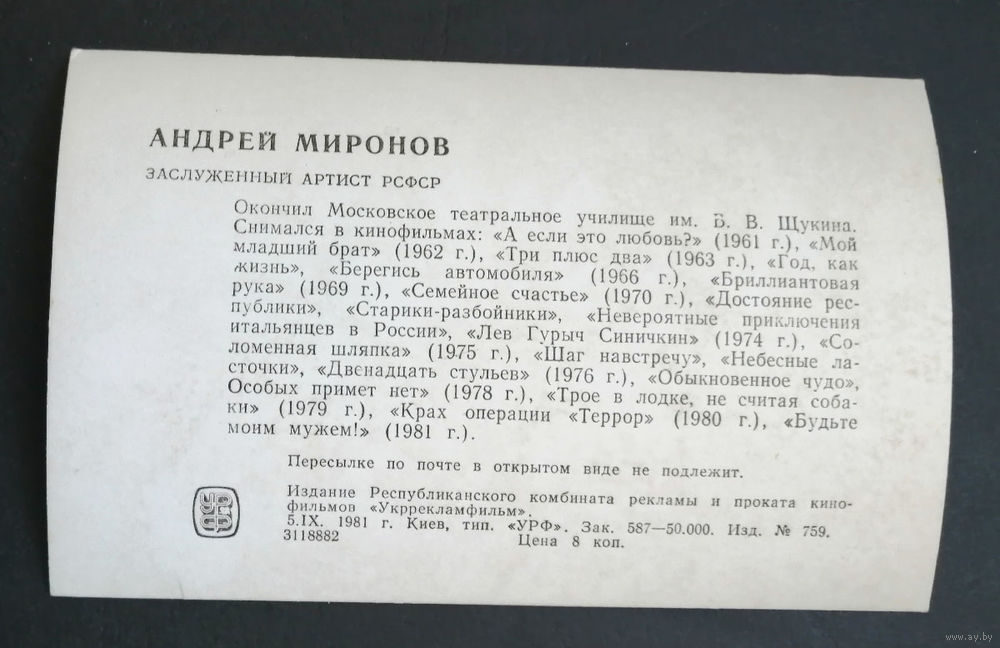 АНДРЕЙ МИРОНОВ
ЗАСЛУЖЕННЫЙ АРТИСТ РСФСР
Окончил Московское театральное училище им. Б. В. Щукина.
Снимался в кинофильмах: «А если это любовь?» (1961 г.), «Мой
младший брат» (1962 г.), «Три плюс два» (1963 г.), «Год, как
жизнь», «Берегись автомобиля» (1966 г.), «Бриллиантовая
рука» (1969 г.), «Семейное счастье» (1970 г.), «Достояние рес-
публики», «Старики-разбойники», «Невероятные приключения
итальянцев в России», «Лев Гурыч Синичкин» (1974 г.), «Со-
ломенная шляпка» (1975 г.), «Шаг навстречу», «Небесные ла-
сточки», «Двенадцать стульев» (1976 г.), «Обыкновенное чудо»,
Особых примет нет» (1978 г.), «Трое в лодке, не считая соба-
ки» (1979 г.), «Крах операции «Террор» (1980 г.), «Будьте
моим мужем!» (1981 г.).
Пересылке по почте в открытом виде не подлежит.
Издание Республиканского комбината рекламы и проката кино-
фильмов «Укррекламфильм».
5.IX. 1981 г. Киев, тип. «УРФ». Зак. 587—50.000. Изд. № 759.
3118882 Цена 8 коп.
www.ay.by